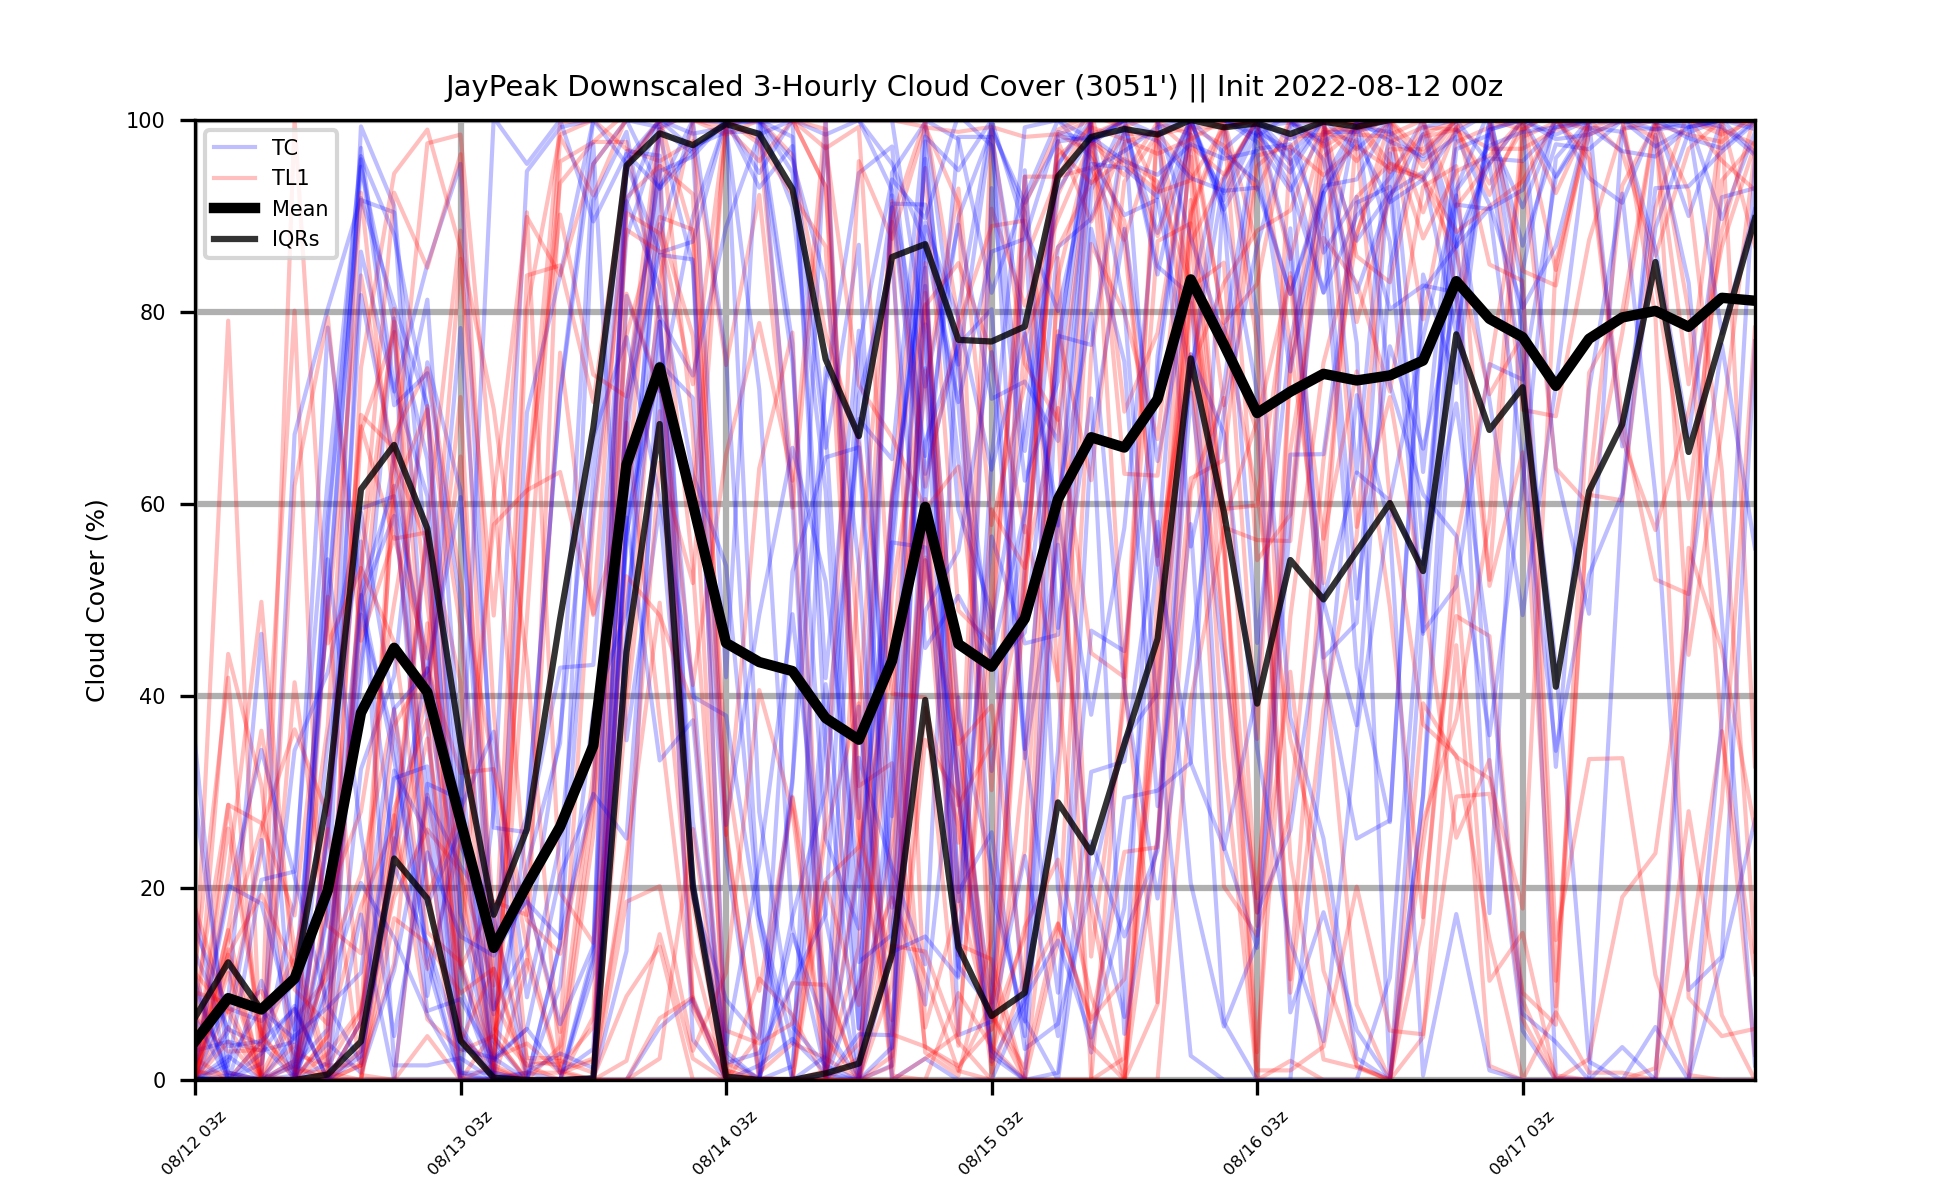 JayPeak Downscaled 3-Hourly Cloud Cover (3051') || Init 2022-08-12 00z
TC
TL1
Mean
IQRs
Cloud Cover (%)
100
80
60
40
20
0
08/12 03z
08/13 03z
08/14 03z
08/15 03z
08/16 03z
08/17 03z